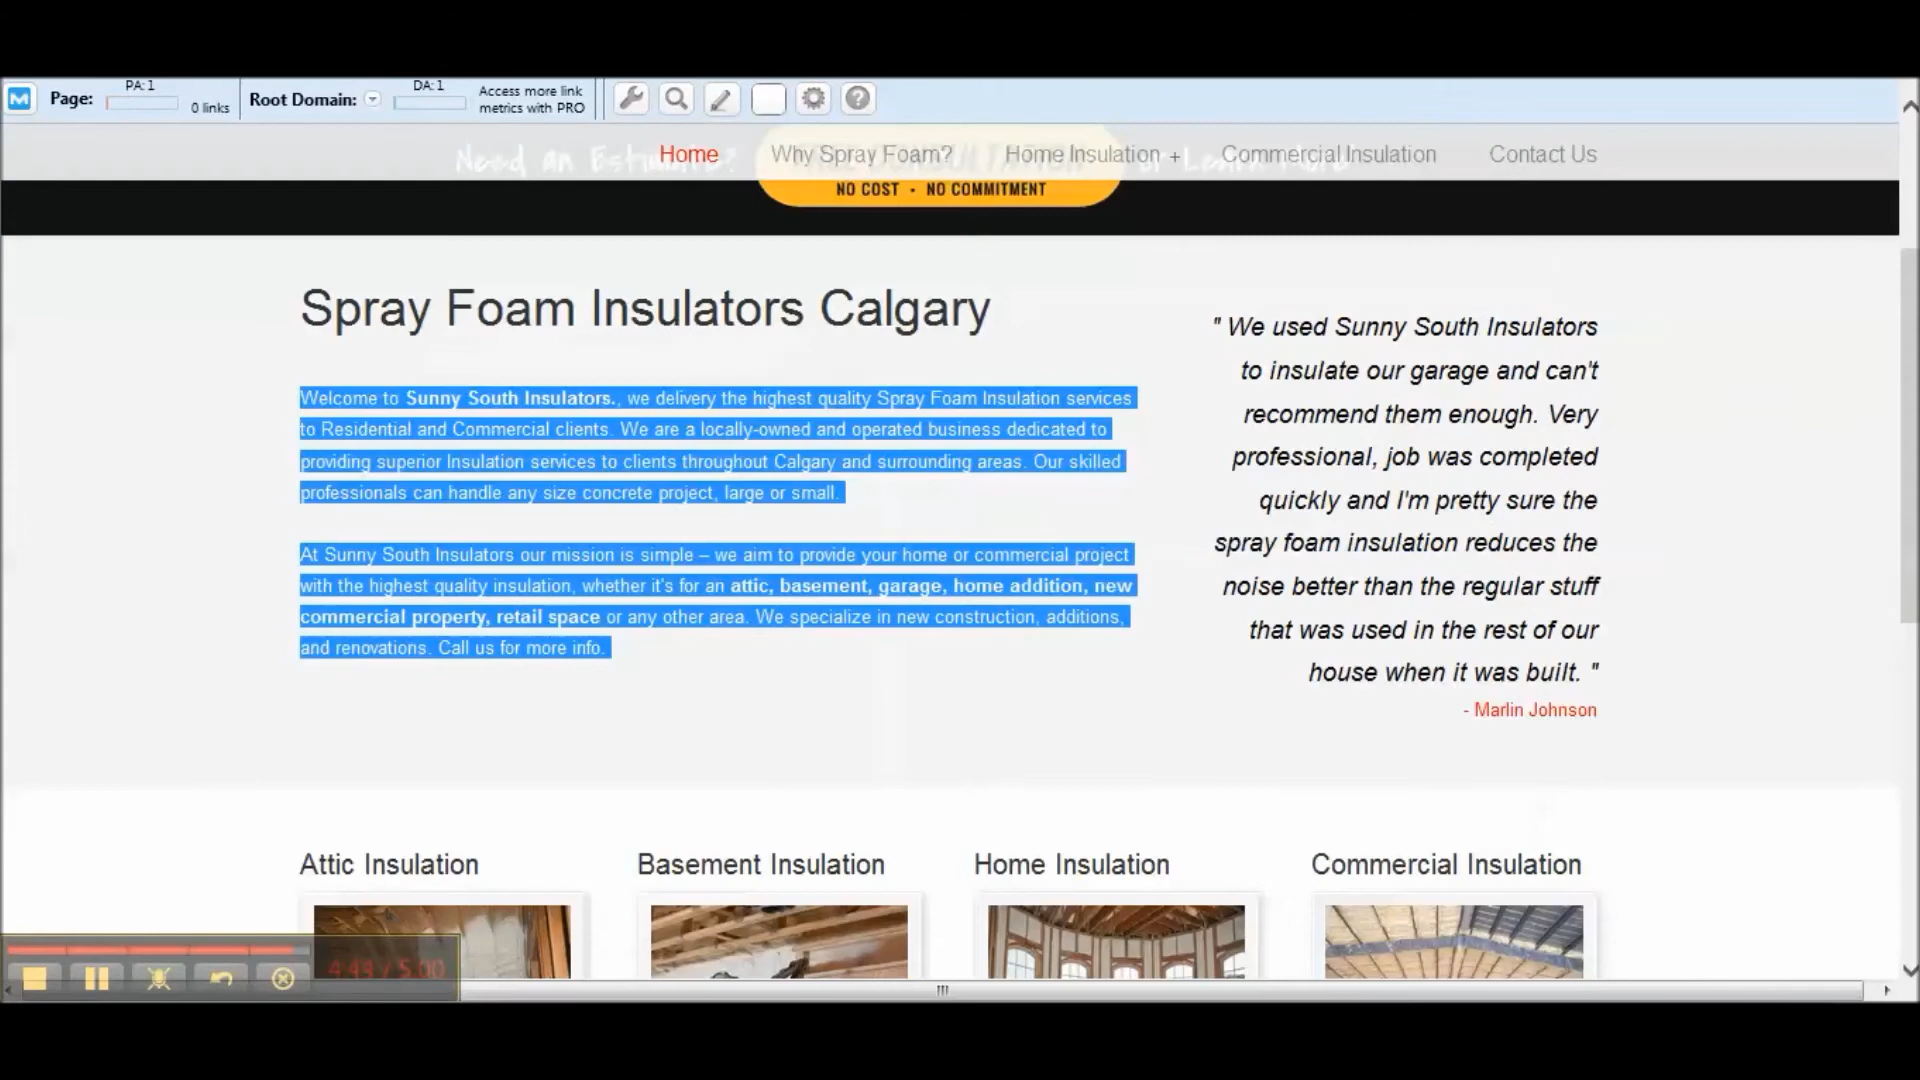 Page:
PA: 1
0 links
Root Domain:
DA: 1
Access more link
metrics with PRO
Need an Estimate?
or Learn More
Home
Why Spray Foam?
Home Insulation +
Commercial Insulation
Contact Us
NO COST • NO COMMITMENT
Spray Foam Insulators Calgary
Welcome to Sunny South Insulators., we delivery the highest quality Spray Foam Insulation services
to Residential and Commercial clients. We are a locally-owned and operated business dedicated to
providing superior Insulation services to clients throughout Calgary and surrounding areas. Our skilled
professionals can handle any size concrete project, large or small.
At Sunny South Insulators our mission is simple – we aim to provide your home or commercial project
with the highest quality insulation, whether it's for an attic, basement, garage, home addition, new
commercial property, retail space or any other area. We specialize in new construction, additions,
and renovations. Call us for more info.
" We used Sunny South Insulators
to insulate our garage and can't
recommend them enough. Very
professional, job was completed
quickly and I'm pretty sure the
spray foam insulation reduces the
noise better than the regular stuff
that was used in the rest of our
house when it was built. "
- Marlin Johnson
Attic Insulation
Basement Insulation
Home Insulation
Commercial Insulation
4:43 / 5:00